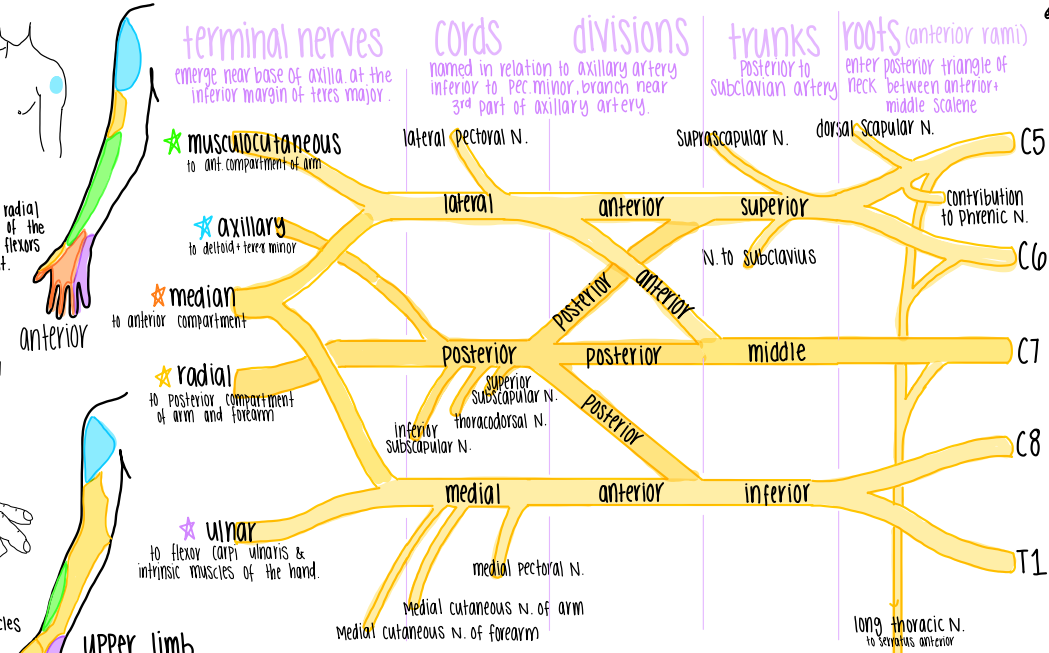 terminal nerves
emerge near base of axilla. at the
inferior margin of teres major.
cords
divisions
named in relation to axillary artery
inferior to pec. minor, branch near
3rd part of axillary artery.
trunks
posterior to
subclavian artery
roots (anterior rami)
enter posterior triangle of
neck between anterior+
middle scalene
musculocutaneous
to ant. compartment of arm
lateral pectoral N.
suprascapular N.
dorsal scapular N.
C5
contribution
to phrenic N.
lateral
anterior
superior
axillary
to deltoid + teres minor
N. to subclavius
C6
radial
of the
flexors
t.
median
to anterior compartment
posterior
anterior
anterior
posterior
posterior
middle
C7
radial
to posterior compartment
of arm and forearm
superior
subscapular N.
thoracodorsal N.
inferior
subscapular N.
posterior
C8
medial
anterior
inferior
ulnar
to flexor carpi ulnaris &
intrinsic muscles of the hand.
medial pectoral N.
T1
Medial cutaneous N. of arm
Medial cutaneous N. of forearm
long thoracic N.
to serratus anterior
cles
upper limb